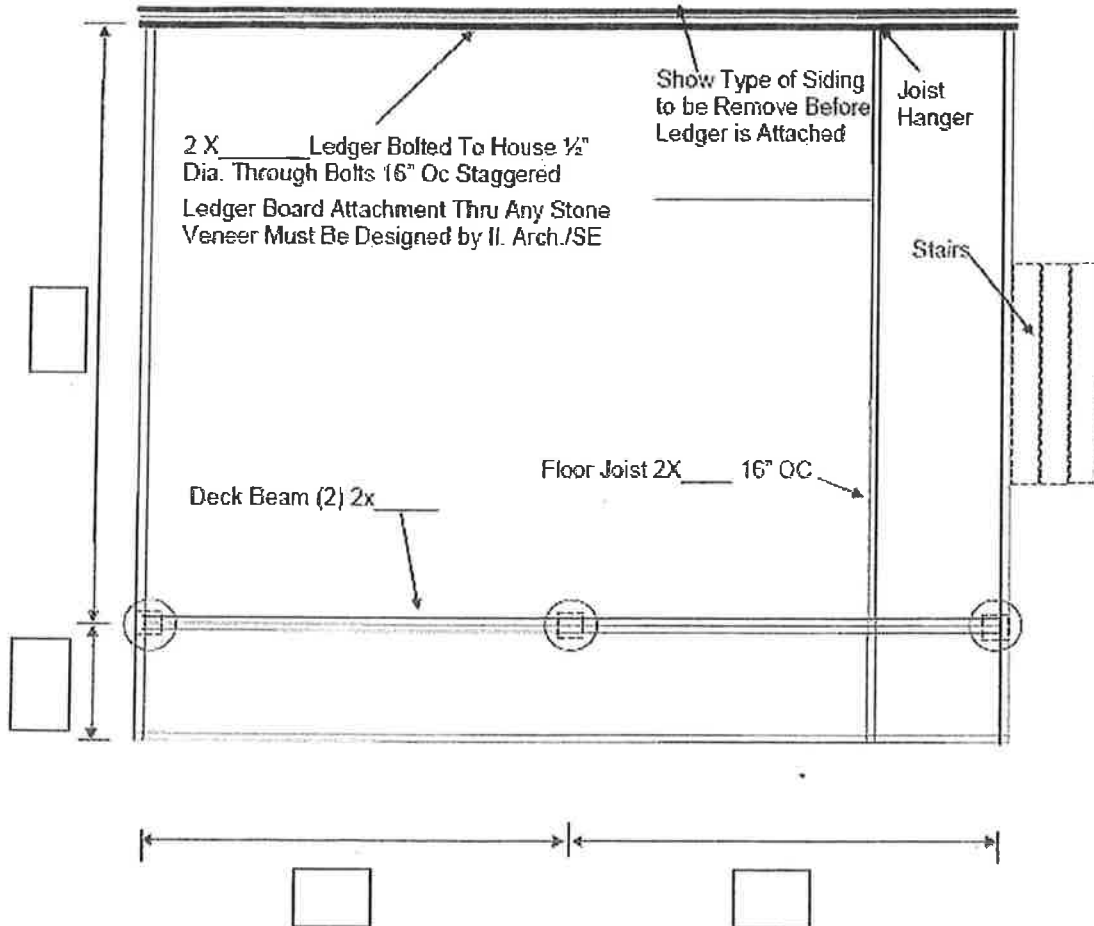 Show Type of Siding
to be Remove Before
Ledger is Attached
Joist
Hanger
2 X______Ledger Bolted To House ½"
Dia. Through Bolts 16" Oc Staggered
Ledger Board Attachment Thru Any Stone
Veneer Must Be Designed by Il. Arch./SE
Stairs
Floor Joist 2X____ 16" OC
Deck Beam (2) 2x_____